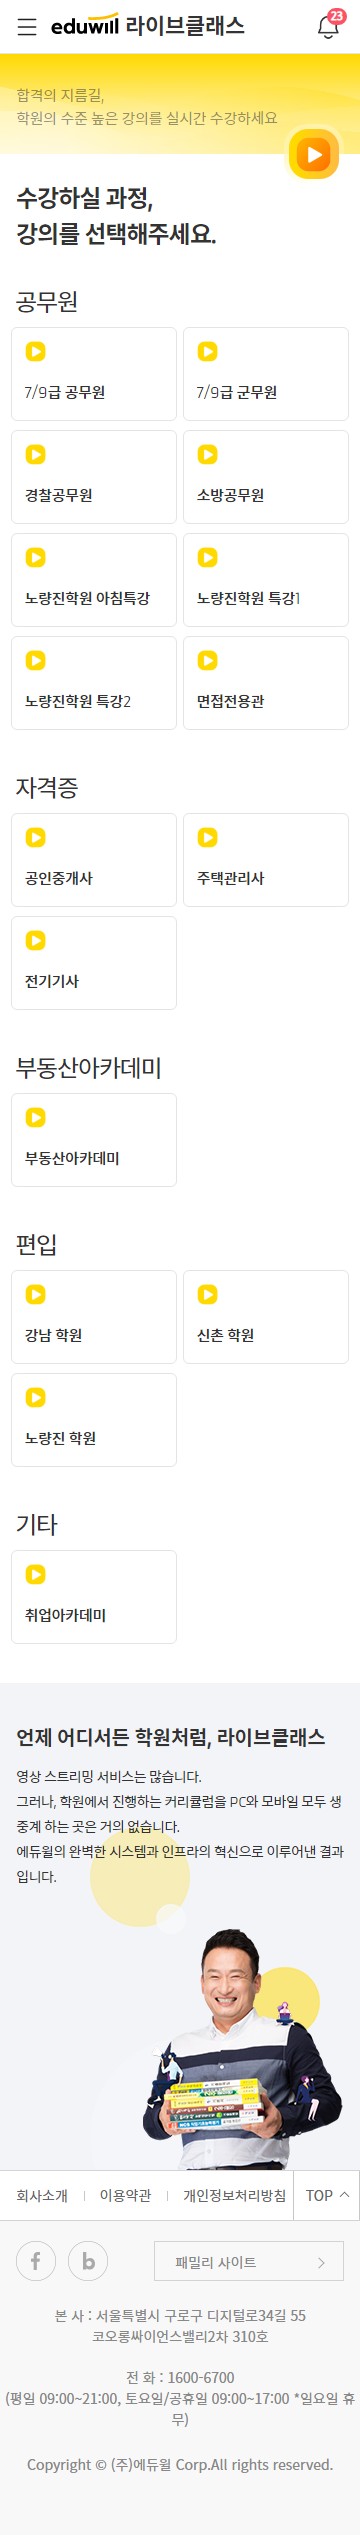 eduwill 라이브클래스
23
합격의 지름길,
학원의 수준 높은 강의를 실시간 수강하세요
수강하실 과정,
강의를 선택해주세요.
공무원
7/9급 공무원
7/9급 군무원
경찰공무원
소방공무원
노량진학원 아침특강
노량진학원 특강1
노량진학원 특강2
면접전용관
자격증
공인중개사
주택관리사
전기기사
부동산아카데미
부동산아카데미
편입
강남 학원
신촌 학원
노량진 학원
기타
취업아카데미
언제 어디서든 학원처럼, 라이브클래스
영상 스트리밍 서비스는 많습니다.
그러나, 학원에서 진행하는 커리큘럼을 PC와 모바일 모두 생
중계 하는 곳은 거의 없습니다.
에듀윌의 완벽한 시스템과 인프라의 혁신으로 이루어낸 결과
입니다.
회사소개
이용약관
개인정보처리방침
TOP
패밀리 사이트
본 사 : 서울특별시 구로구 디지털로34길 55
코오롱싸이언스밸리2차 310호
전 화 : 1600-6700
(평일 09:00~21:00, 토요일/공휴일 09:00~17:00 *일요일 휴
무)
Copyright © (주)에듀윌 Corp.All rights reserved.